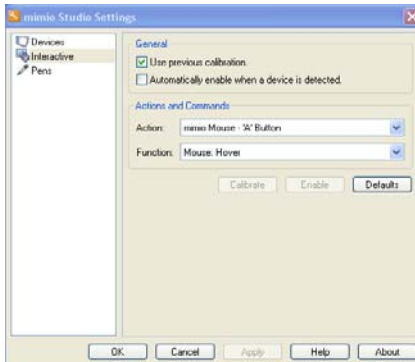 mimio Studio Settings
Devices
Interactive
Pens
General
Use previous calibration.
Automatically enable when a device is detected.
Actions and Commands
Action: mimio Mouse - 'A' Button
Function: Mouse: Hover
Calibrate Enable Defaults
OK Cancel Apply Help About